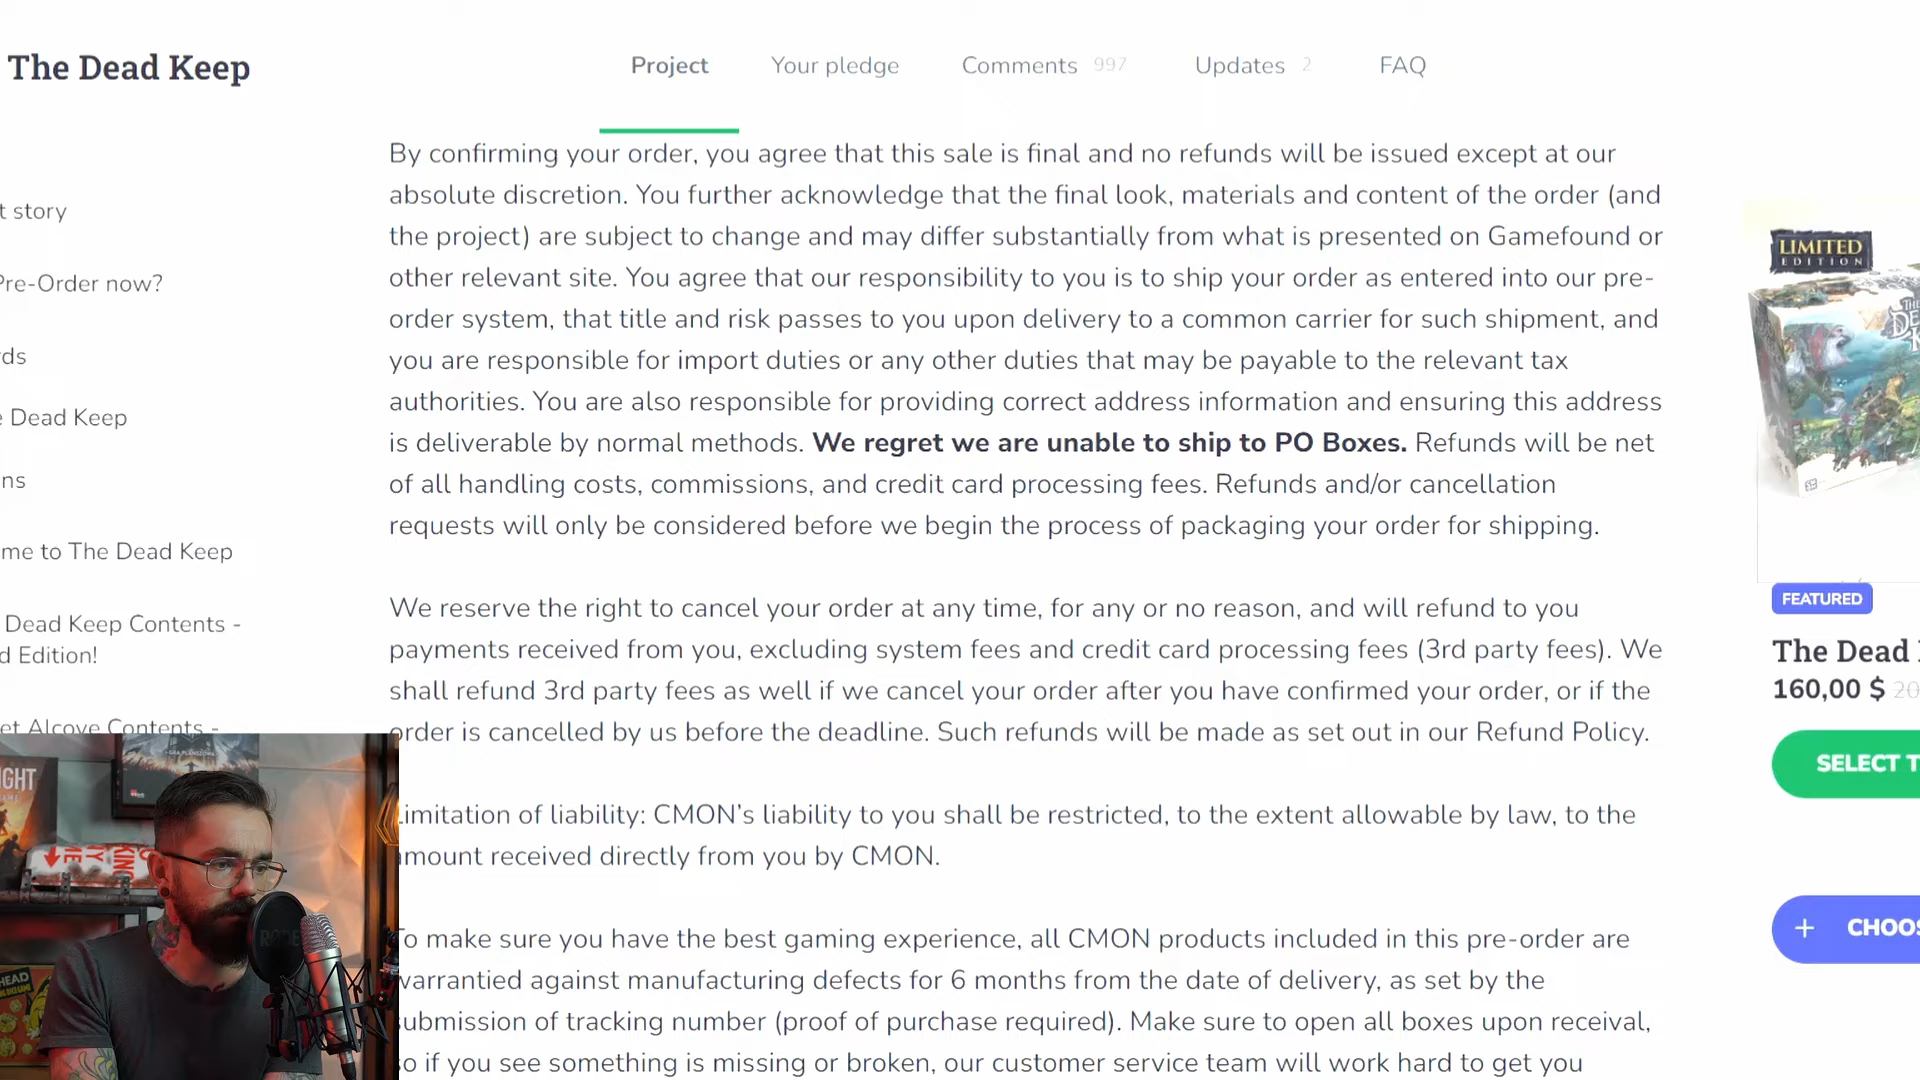 The Dead Keep
Project
Your pledge
Comments 997
Updates 2
FAQ
t story
Pre-Order now?
rds
e Dead Keep
ns
me to The Dead Keep
Dead Keep Contents -
d Edition!
et Alcove Contents -
By confirming your order, you agree that this sale is final and no refunds will be issued except at our
absolute discretion. You further acknowledge that the final look, materials and content of the order (and
the project) are subject to change and may differ substantially from what is presented on Gamefound or
other relevant site. You agree that our responsibility to you is to ship your order as entered into our pre-
order system, that title and risk passes to you upon delivery to a common carrier for such shipment, and
you are responsible for import duties or any other duties that may be payable to the relevant tax
authorities. You are also responsible for providing correct address information and ensuring this address
is deliverable by normal methods. We regret we are unable to ship to PO Boxes. Refunds will be net
of all handling costs, commissions, and credit card processing fees. Refunds and/or cancellation
requests will only be considered before we begin the process of packaging your order for shipping.
We reserve the right to cancel your order at any time, for any or no reason, and will refund to you
payments received from you, excluding system fees and credit card processing fees (3rd party fees). We
shall refund 3rd party fees as well if we cancel your order after you have confirmed your order, or if the
order is cancelled by us before the deadline. Such refunds will be made as set out in our Refund Policy.
Limitation of liability: CMON's liability to you shall be restricted, to the extent allowable by law, to the
amount received directly from you by CMON.
To make sure you have the best gaming experience, all CMON products included in this pre-order are
warrantied against manufacturing defects for 6 months from the date of delivery, as set by the
submission of tracking number (proof of purchase required). Make sure to open all boxes upon receival,
so if you see something is missing or broken, our customer service team will work hard to get you
LIMITED
EDITION
FEATURED
The Dead
160,00 $ 20
SELECT T
+ CHOOS
IGHT
RODE
HEAD